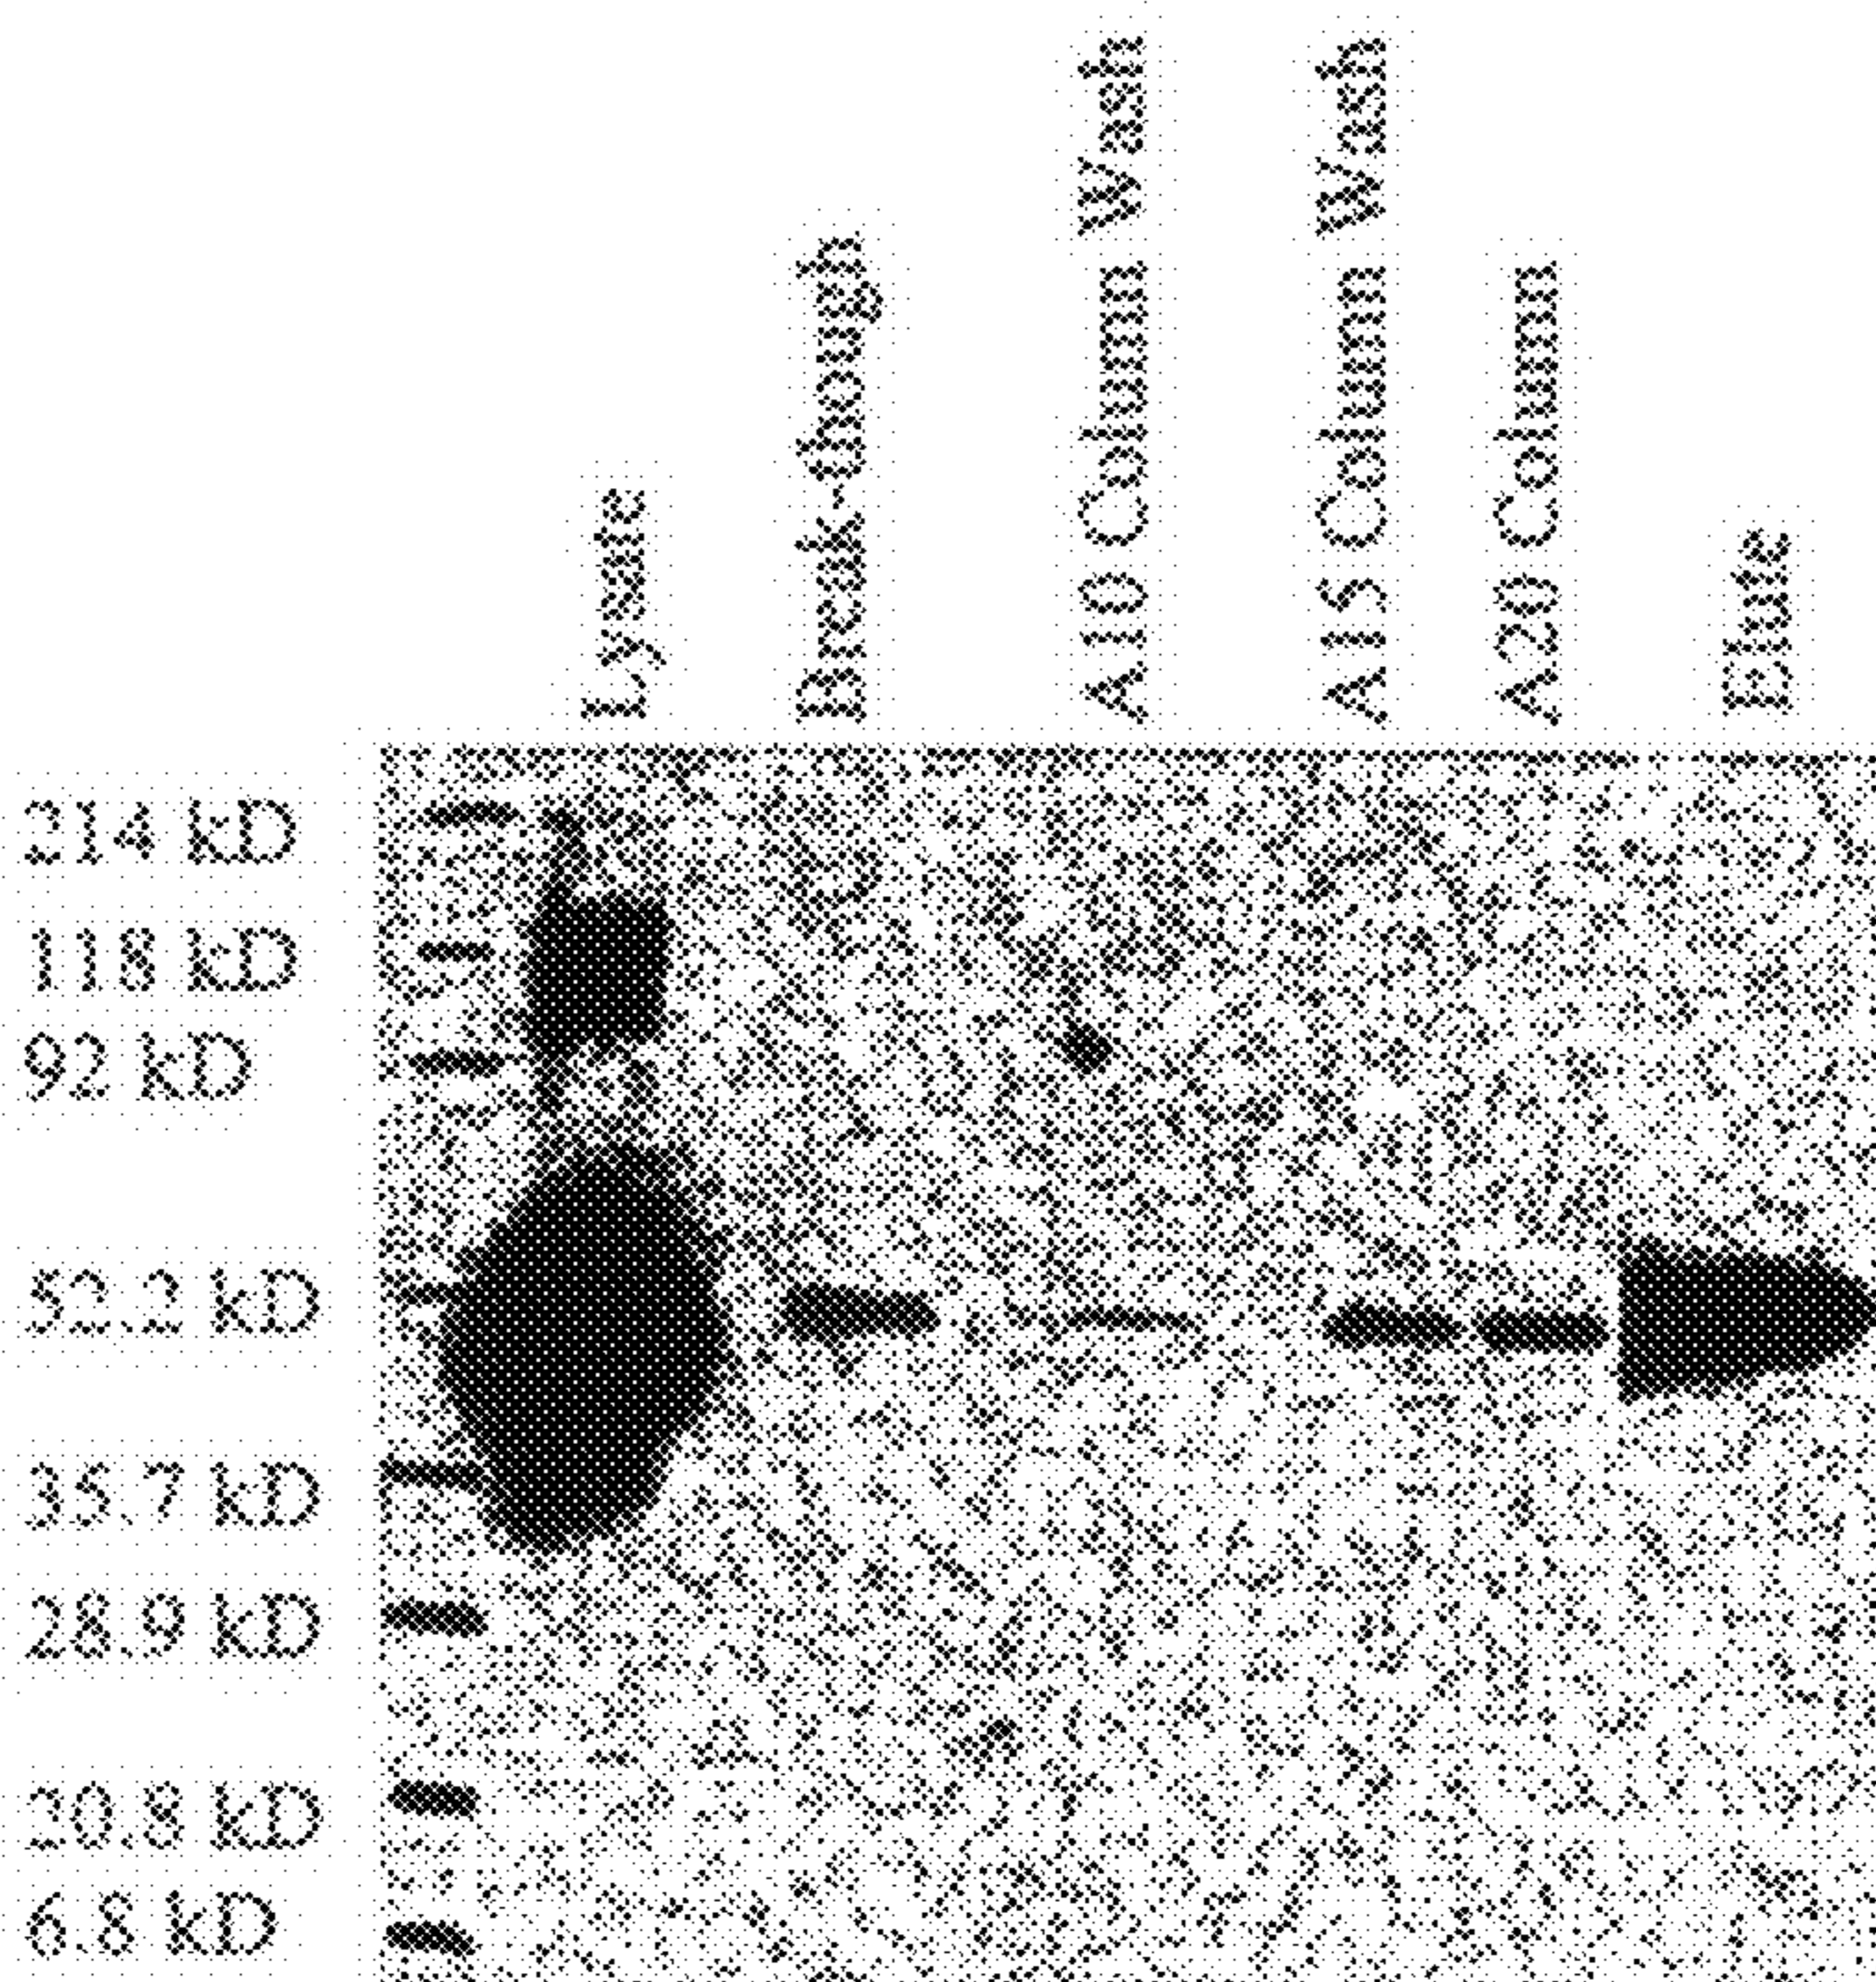 Lysate
Break-though
A10 Column Wash
A15 Column Wash
A20 Column
Elute
214 kD
118 kD
92 kD
52.2 kD
35.7 kD
28.9 kD
20.8 kD
6.8 kD